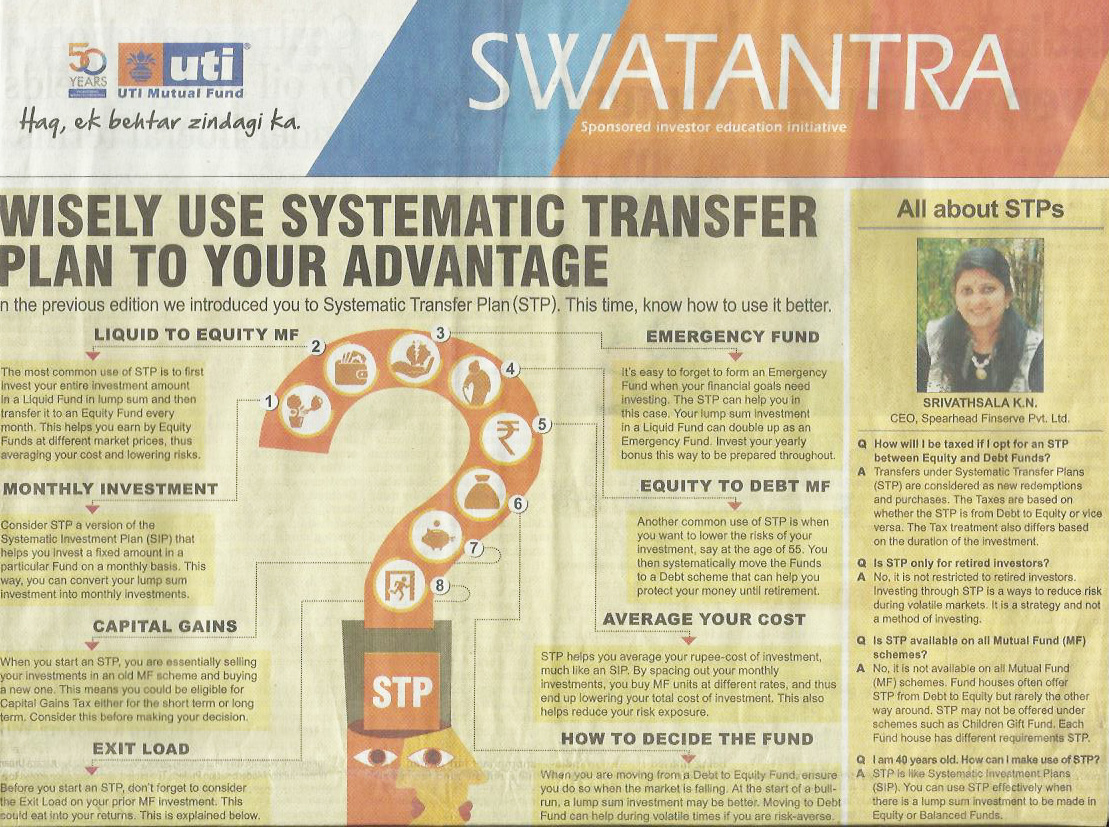 50
YEARS
uti
UTI Mutual Fund
Haq, ek behtar zindagi ka.
SWATANTRA
Sponsored investor education initiative
WISELY USE SYSTEMATIC TRANSFER
PLAN TO YOUR ADVANTAGE
n the previous edition we introduced you to Systematic Transfer Plan (STP). This time, know how to use it better.
LIQUID TO EQUITY MF
The most common use of STP is to first
invest your entire investment amount
in a Liquid Fund in lump sum and then
transfer it to an Equity Fund every
month. This helps you earn by Equity
Funds at different market prices, thus
averaging your cost and lowering risks.
MONTHLY INVESTMENT
Consider STP a version of the
Systematic Investment Plan (SIP) that
helps you invest a fixed amount in a
particular Fund on a monthly basis. This
way, you can convert your lump sum
investment into monthly investments.
CAPITAL GAINS
When you start an STP, you are essentially selling
your investments in an old MF scheme and buying
a new one. This means you could be eligible for
Capital Gains Tax either for the short term or long
term. Consider this before making your decision.
EXIT LOAD
Before you start an STP, don't forget to consider
the Exit Load on your prior MF investment. This
could eat into your returns. This is explained below.
1
2
3
4
5
6
7
8
₹
STP
EMERGENCY FUND
It's easy to forget to form an Emergency
Fund when your financial goals need
investing. The STP can help you in
this case. Your lump sum investment
in a Liquid Fund can double up as an
Emergency Fund. Invest your yearly
bonus this way to be prepared throughout.
EQUITY TO DEBT MF
Another common use of STP is when
you want to lower the risks of your
investment, say at the age of 55. You
then systematically move the Funds
to a Debt scheme that can help you
protect your money until retirement.
AVERAGE YOUR COST
STP helps you average your rupee-cost of investment,
much like an SIP. By spacing out your monthly
investments, you buy MF units at different rates, and thus
end up lowering your total cost of investment. This also
helps reduce your risk exposure.
HOW TO DECIDE THE FUND
When you are moving from a Debt to Equity Fund, ensure
you do so when the market is falling. At the start of a bull-
run, a lump sum investment may be better. Moving to Debt
Fund can help during volatile times if you are risk-averse.
All about STPs
SRIVATHSALA K.N.
CEO, Spearhead Finserve Pvt. Ltd.
Q How will I be taxed if I opt for an STP
between Equity and Debt Funds?
A Transfers under Systematic Transfer Plans
(STP) are considered as new redemptions
and purchases. The Taxes are based on
whether the STP is from Debt to Equity or vice
versa. The Tax treatment also differs based
on the duration of the investment.
Q Is STP only for retired investors?
A No, it is not restricted to retired investors.
Investing through STP is a ways to reduce risk
during volatile markets. It is a strategy and not
a method of investing.
Q Is STP available on all Mutual Fund (MF)
schemes?
A No, it is not available on all Mutual Fund
(MF) schemes. Fund houses often offer
STP from Debt to Equity but rarely the other
way around. STP may not be offered under
schemes such as Children Gift Fund. Each
Fund house has different requirements STP.
Q I am 40 years old. How can I make use of STP?
A STP is like Systematic Investment Plans
(SIP). You can use STP effectively when
there is a lump sum investment to be made in
Equity or Balanced Funds.